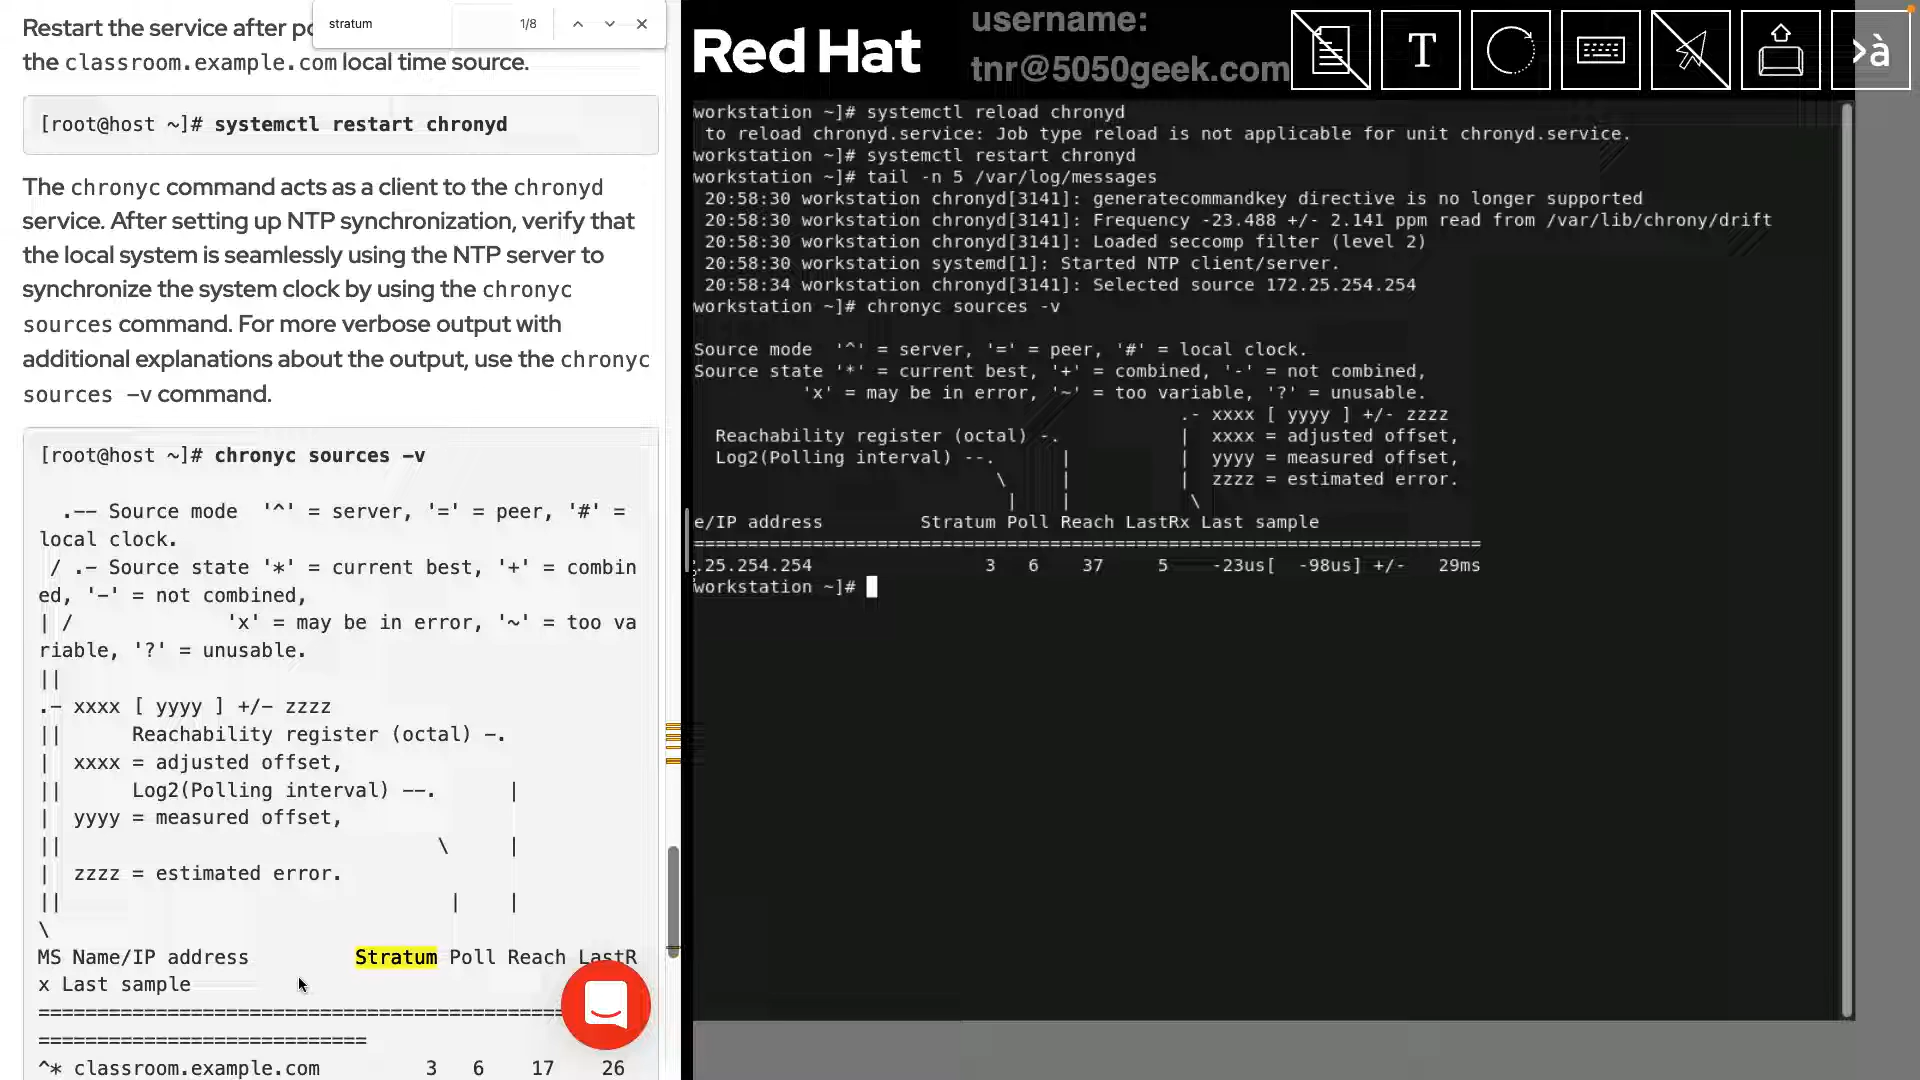 Restart the service after po
the classroom.example.com local time source.
stratum
1/8
[root@host ~]# systemctl restart chronyd
The chronyc command acts as a client to the chronyd
service. After setting up NTP synchronization, verify that
the local system is seamlessly using the NTP server to
synchronize the system clock by using the chronyc
sources command. For more verbose output with
additional explanations about the output, use the chronyc
sources -v command.
[root@host ~]# chronyc sources -v
.-- Source mode  '^' = server, '=' = peer, '#' =
local clock.
/ .- Source state '*' = current best, '+' = combin
ed, '-' = not combined,
| /             'x' = may be in error, '~' = too va
riable, '?' = unusable.
||
.- xxxx [ yyyy ] +/- zzzz
||      Reachability register (octal) -.
|  xxxx = adjusted offset,
||      Log2(Polling interval) --.      |
|  yyyy = measured offset,
||                                \     |
|  zzzz = estimated error.
||                                 |    |
\
MS Name/IP address         Stratum Poll Reach LastR
x Last sample
=============================================
============================
^* classroom.example.com         3   6    17    26
Red Hat
username:
tnr@5050geek.com
T
>à
workstation ~]# systemctl reload chronyd
to reload chronyd.service: Job type reload is not applicable for unit chronyd.service.
workstation ~]# systemctl restart chronyd
workstation ~]# tail -n 5 /var/log/messages
20:58:30 workstation chronyd[3141]: generatecommandkey directive is no longer supported
20:58:30 workstation chronyd[3141]: Frequency -23.488 +/- 2.141 ppm read from /var/lib/chrony/drift
20:58:30 workstation chronyd[3141]: Loaded seccomp filter (level 2)
20:58:30 workstation systemd[1]: Started NTP client/server.
20:58:34 workstation chronyd[3141]: Selected source 172.25.254.254
workstation ~]# chronyc sources -v
Source mode  '^' = server, '=' = peer, '#' = local clock.
Source state '*' = current best, '+' = combined, '-' = not combined,
'x' = may be in error, '~' = too variable, '?' = unusable.
.- xxxx [ yyyy ] +/- zzzz
Reachability register (octal) -.           |  xxxx = adjusted offset,
Log2(Polling interval) --.      |          |  yyyy = measured offset,
\     |          |  zzzz = estimated error.
|    |           \
e/IP address         Stratum Poll Reach LastRx Last sample
=========================================================================
.25.254.254                3   6    37     5    -23us[  -98us] +/-   29ms
workstation ~]#